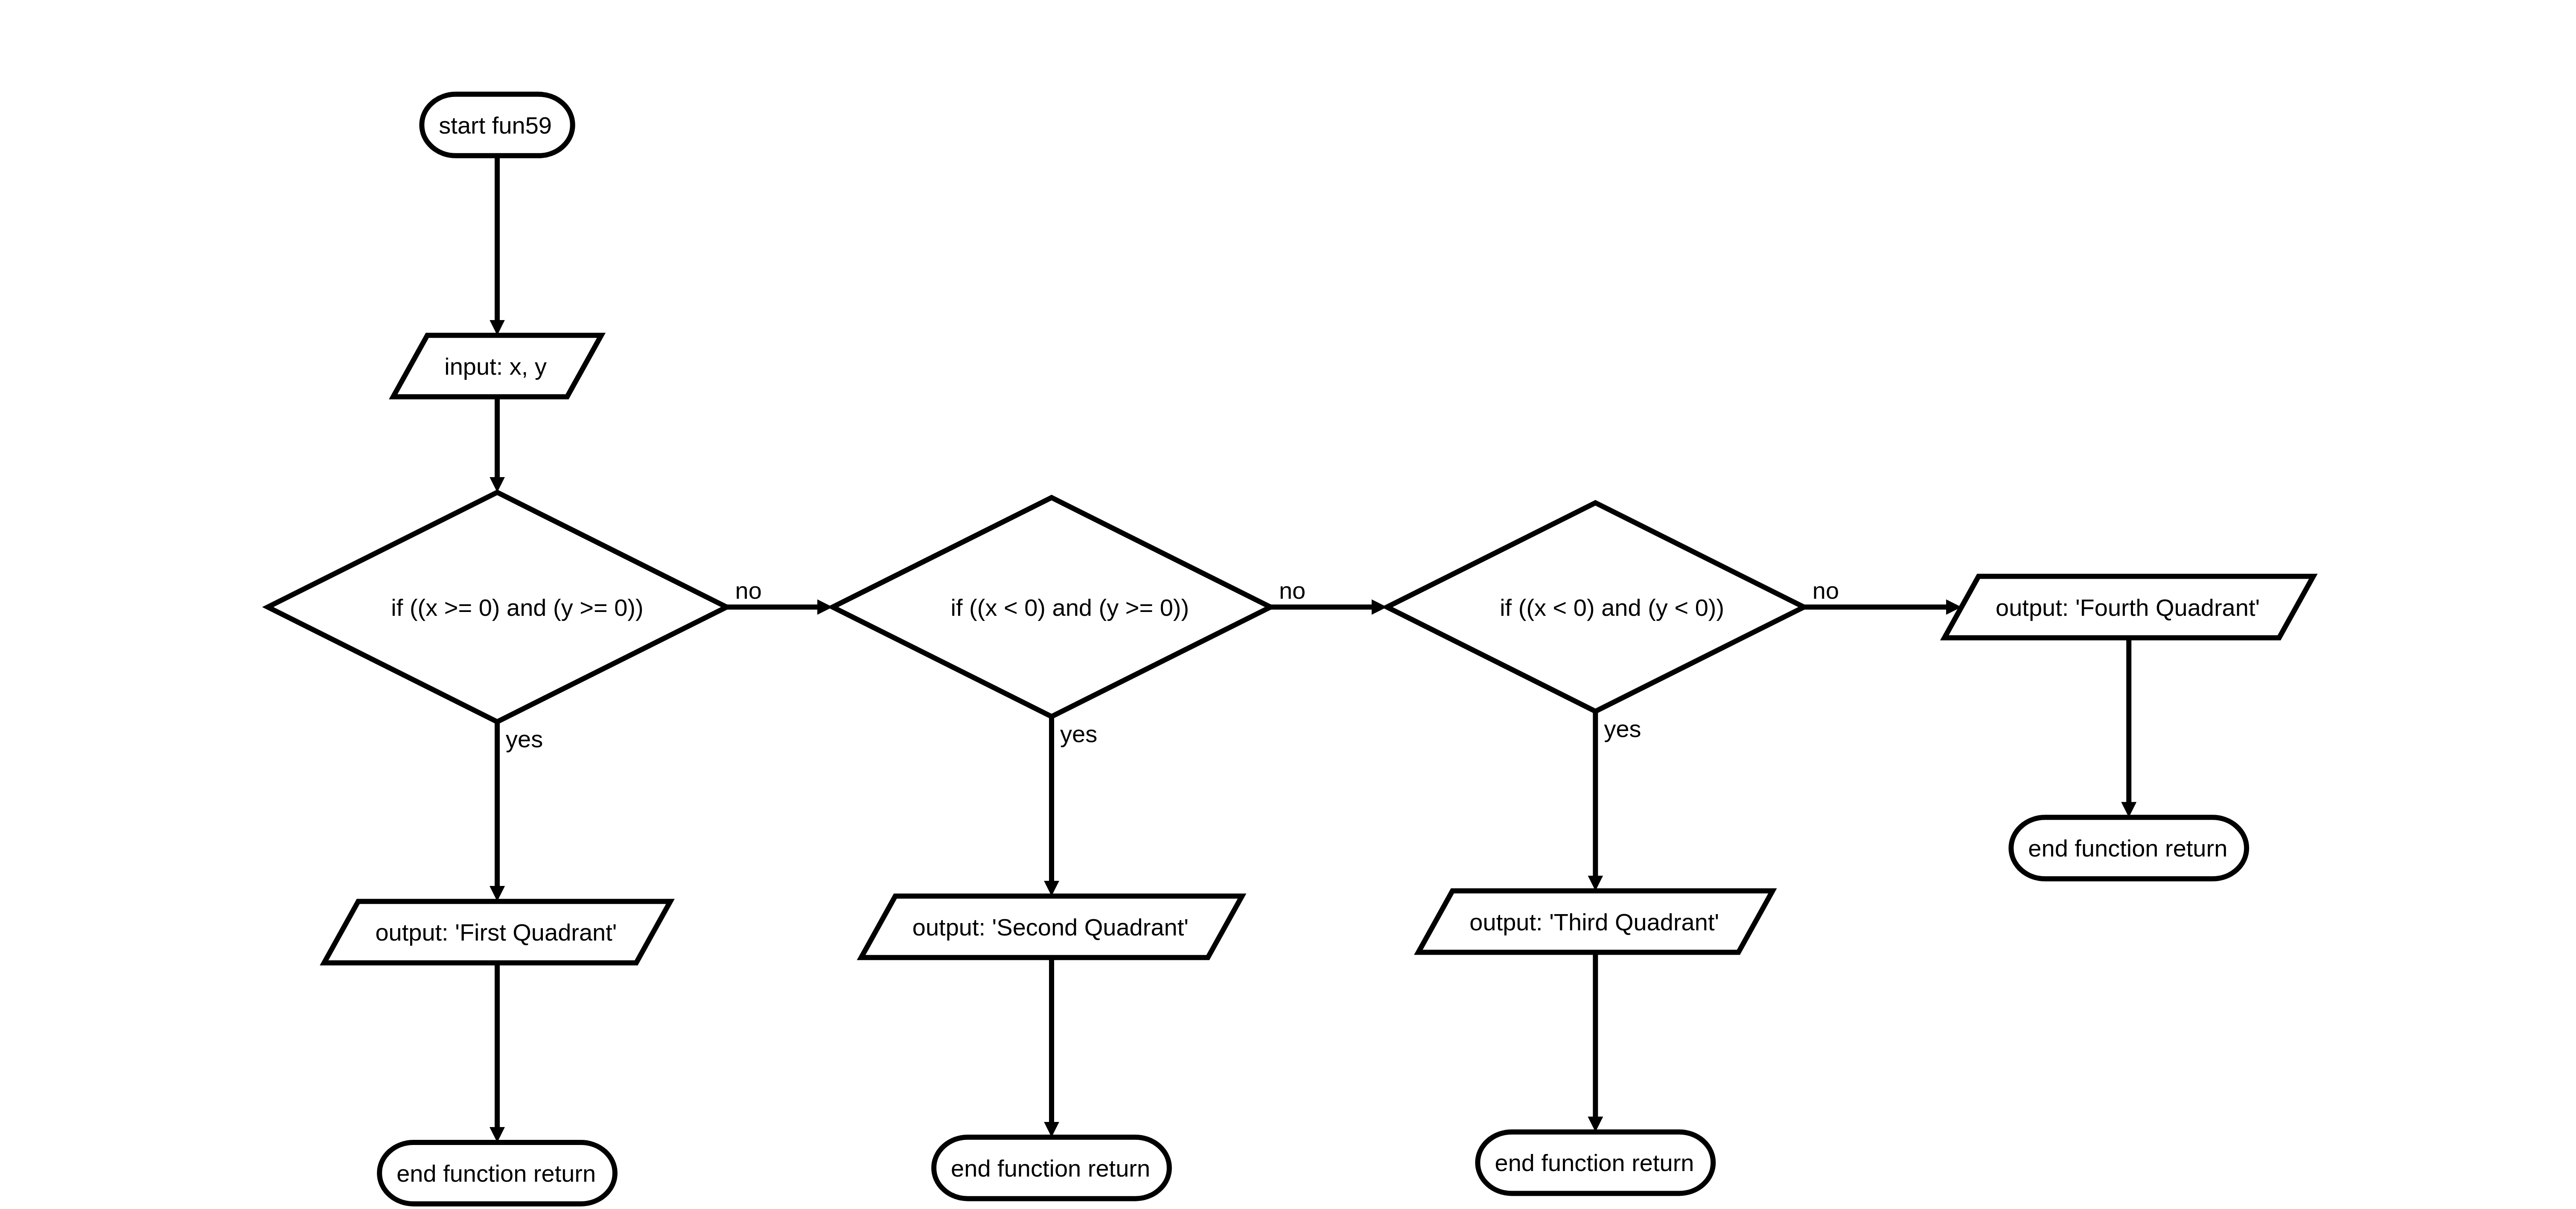 start fun59
input: x, y
if ((x >= 0) and (y >= 0))
no
if ((x < 0) and (y >= 0))
no
if ((x < 0) and (y < 0))
no
output: 'Fourth Quadrant'
yes
yes
yes
end function return
output: 'First Quadrant'
output: 'Second Quadrant'
output: 'Third Quadrant'
end function return
end function return
end function return